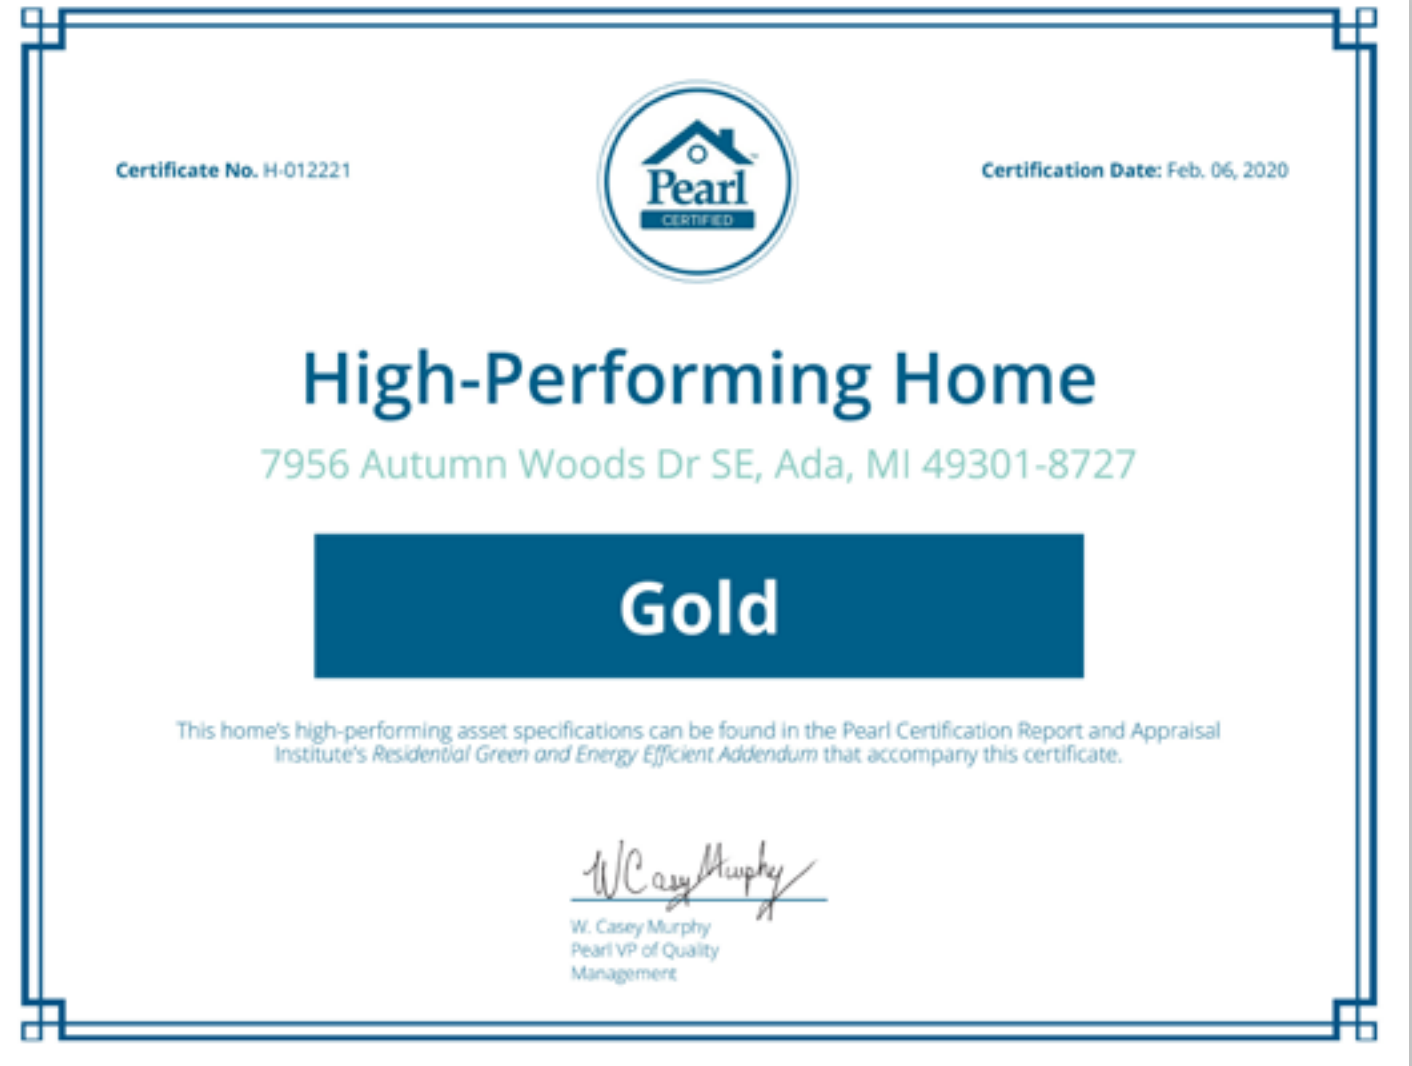 Certificate No. H-012221
Pearl™
CERTIFIED
Certification Date: Feb. 06, 2020
High-Performing Home
7956 Autumn Woods Dr SE, Ada, MI 49301-8727
Gold
This home's high-performing asset specifications can be found in the Pearl Certification Report and Appraisal
Institute's Residential Green and Energy Efficient Addendum that accompany this certificate.
W Casey Murphy
W. Casey Murphy
Pearl VP of Quality
Management